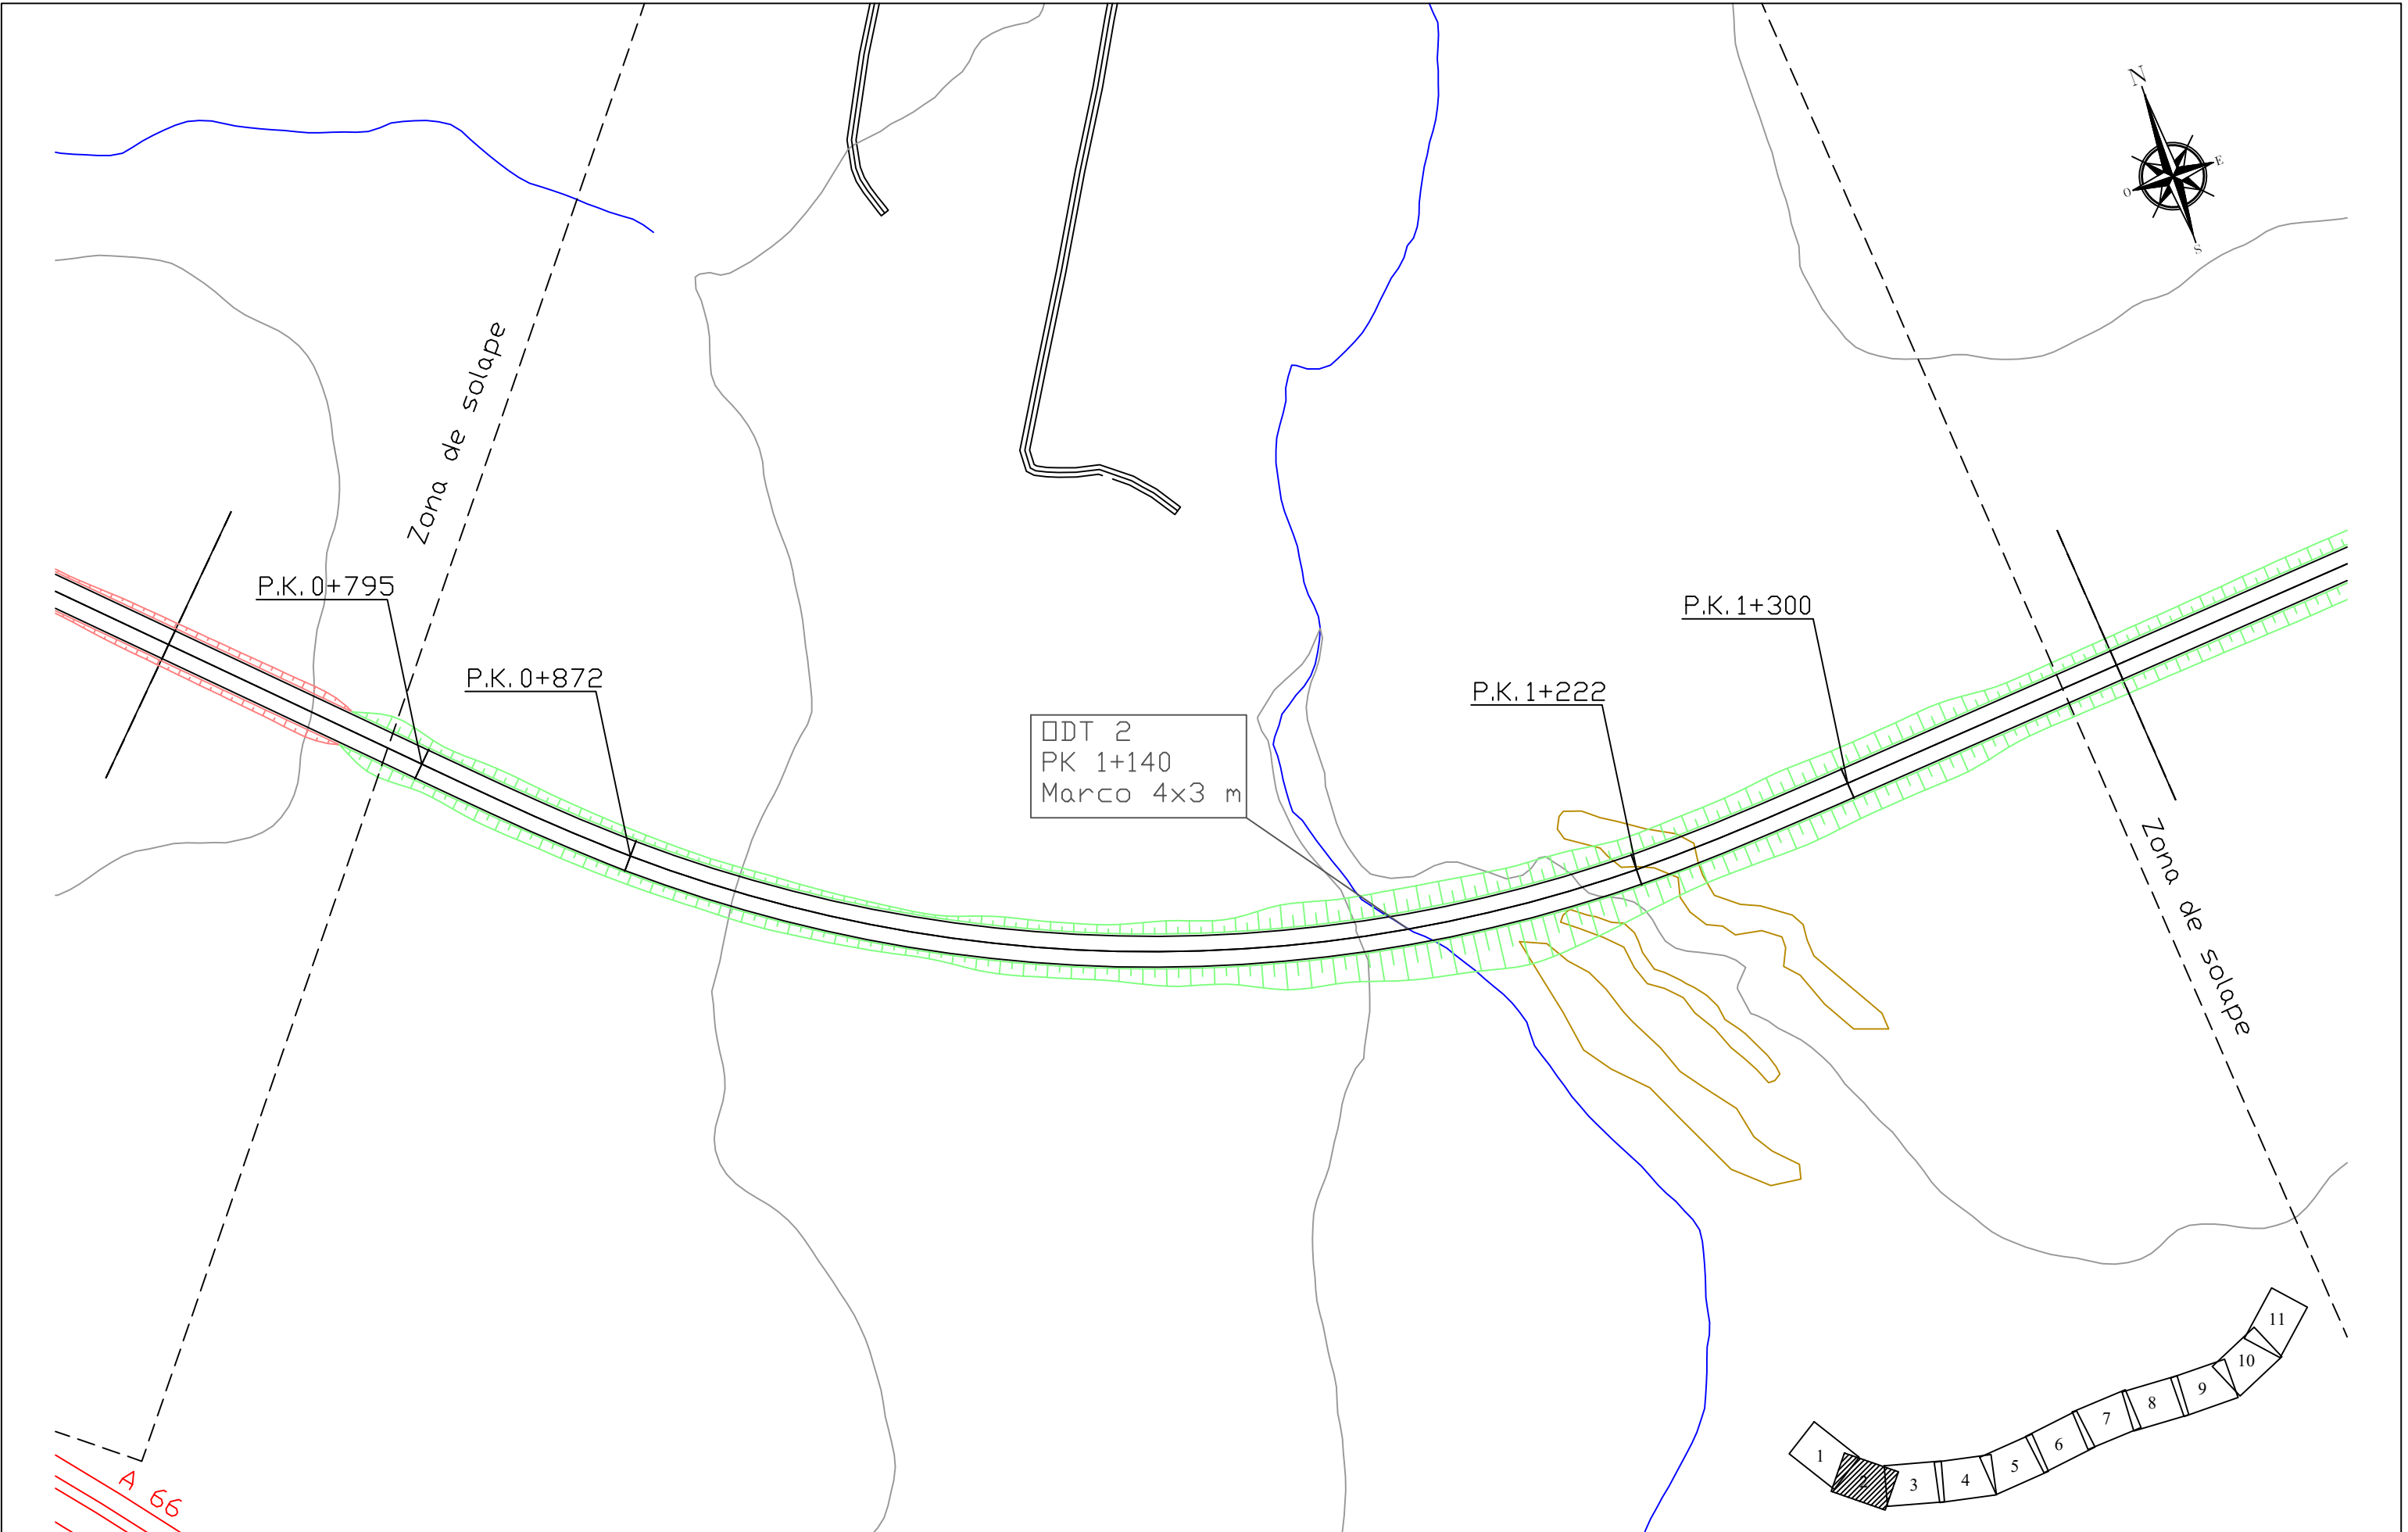 N
E
O
S
Zona de solape
P.K. 0+795
P.K. 1+300
P.K. 0+872
P.K. 1+222
ODT 2
PK 1+140
Marco 4x3 m
Zona de solape
A 66
1
2
3
4
5
6
7
8
9
10
11